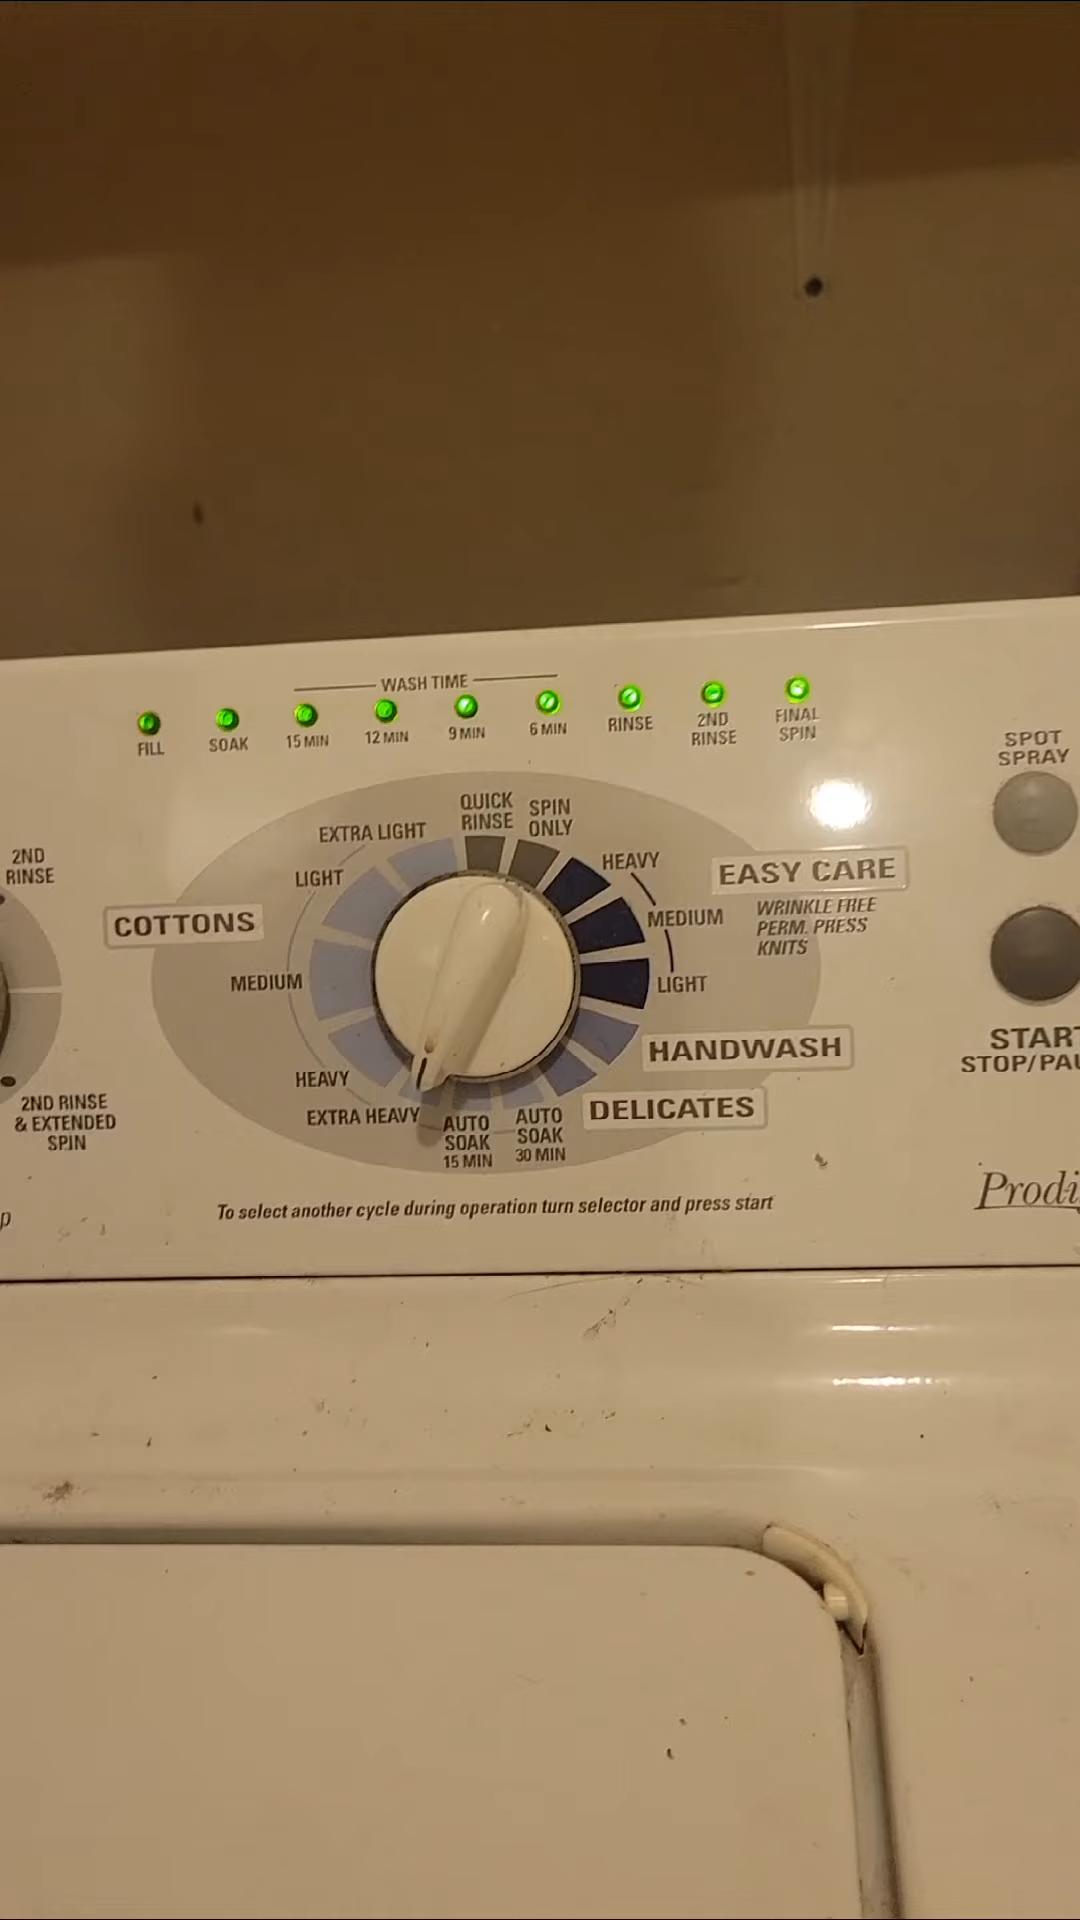 WASH TIME
FILL
SOAK
15 MIN
12 MIN
9 MIN
6 MIN
RINSE
2ND
RINSE
FINAL
SPIN
SPOT
SPRAY
2ND
RINSE
COTTONS
EXTRA LIGHT
LIGHT
MEDIUM
HEAVY
EXTRA HEAVY
QUICK
RINSE
SPIN
ONLY
HEAVY
MEDIUM
LIGHT
EASY CARE
WRINKLE FREE
PERM. PRESS
KNITS
HANDWASH
DELICATES
AUTO
SOAK
15 MIN
AUTO
SOAK
30 MIN
START
STOP/PAU
2ND RINSE
& EXTENDED
SPIN
p
Prodi
To select another cycle during operation turn selector and press start